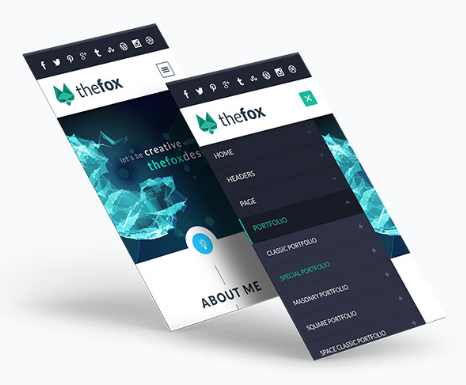 thefox
let's be creative with
thefoxdes
ABOUT ME
thefox
HOME
HEADERS
PAGE
PORTFOLIO
CLASSIC PORTFOLIO
SPECIAL PORTFOLIO
MASONRY PORTFOLIO
SQUARE PORTFOLIO
SPACE CLASSIC PORTFOLIO